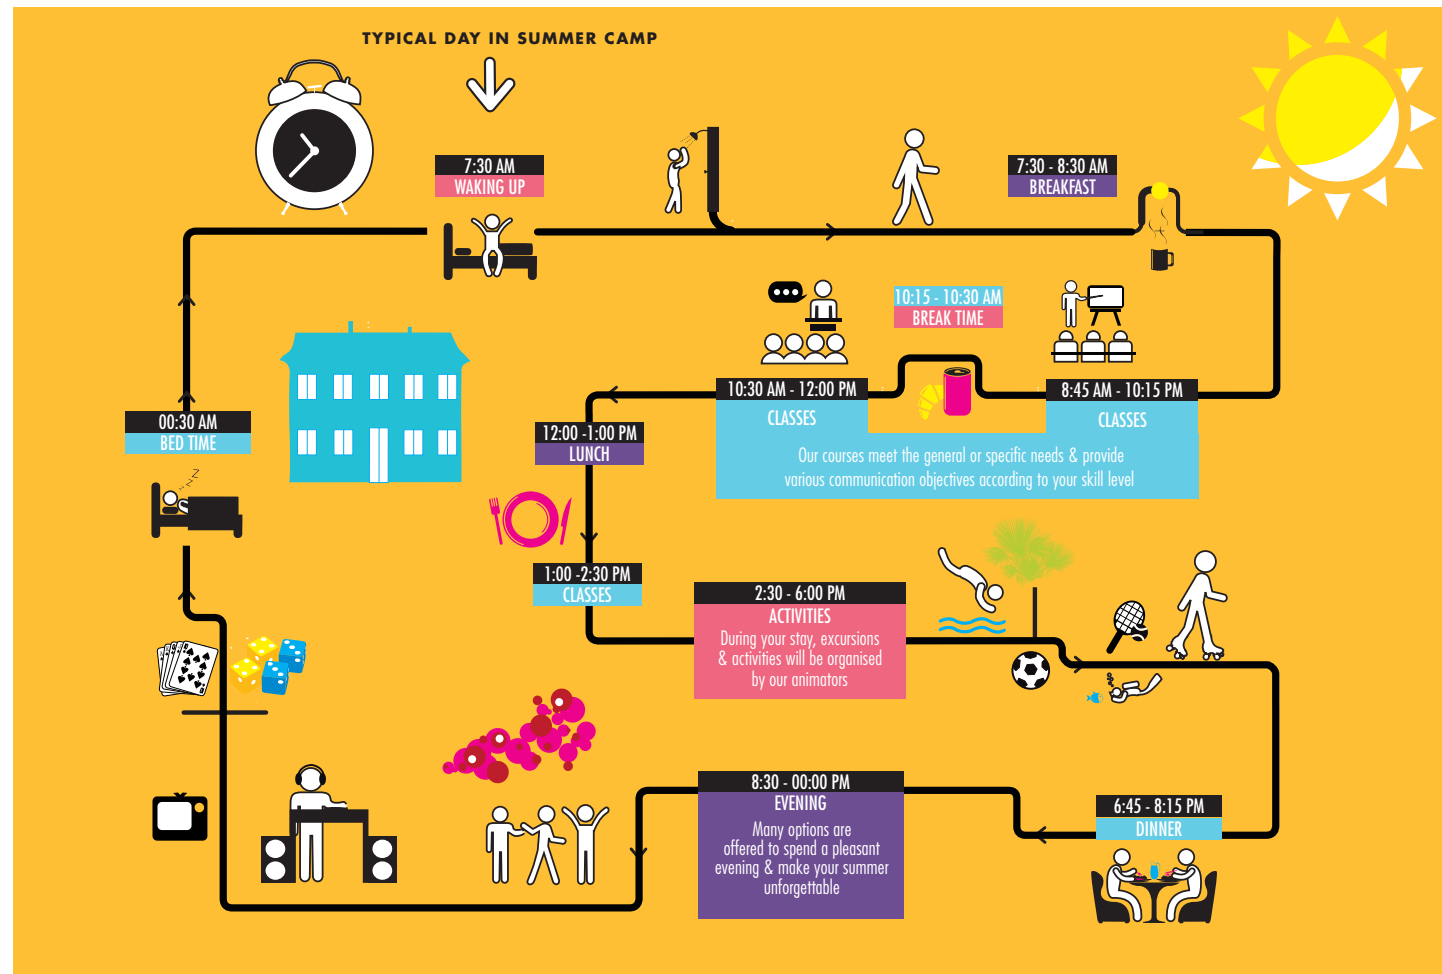 TYPICAL DAY IN SUMMER CAMP
7:30 AM
WAKING UP
7:30 - 8:30 AM
BREAKFAST
8:45 AM - 10:15 PM
CLASSES
10:15 - 10:30 AM
BREAK TIME
10:30 AM - 12:00 PM
CLASSES
Our courses meet the general or specific needs & provide
various communication objectives according to your skill level
12:00 -1:00 PM
LUNCH
1:00 -2:30 PM
CLASSES
2:30 - 6:00 PM
ACTIVITIES
During your stay, excursions
& activities will be organised
by our animators
6:45 - 8:15 PM
DINNER
8:30 - 00:00 PM
EVENING
Many options are
offered to spend a pleasant
evening & make your summer
unforgettable
00:30 AM
BED TIME
z z z Z